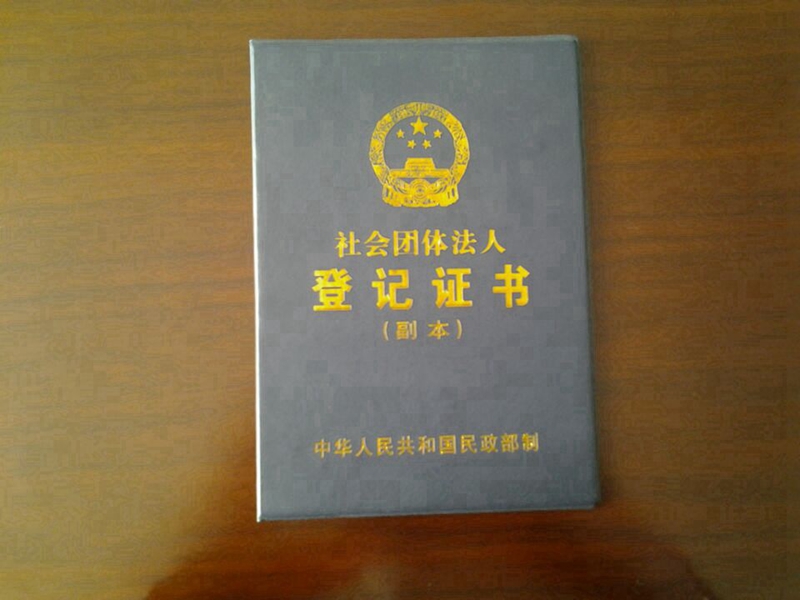 社会团体法人
登记证书
(副本)
中华人民共和国民政部制